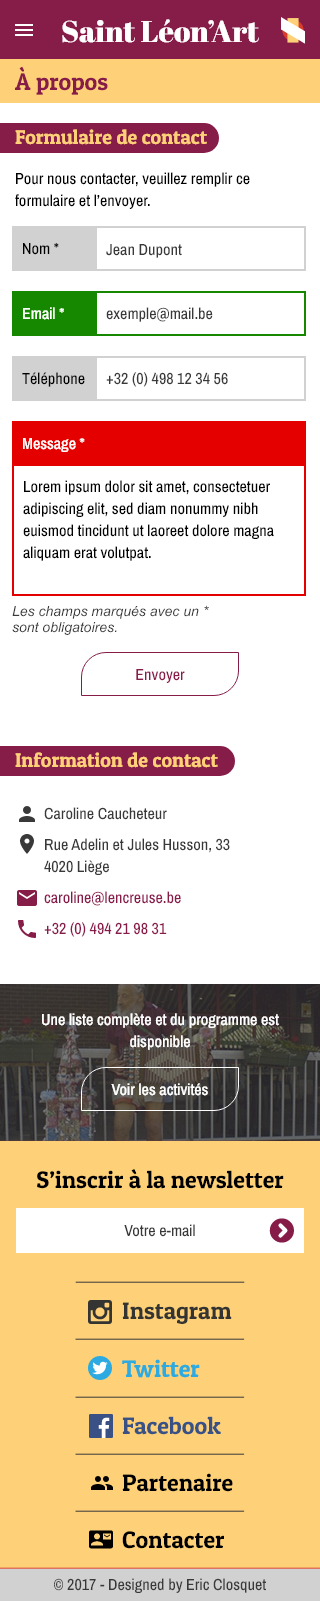 Saint Léon’Art
À propos
Formulaire de contact
Pour nous contacter, veuillez remplir ce
formulaire et l’envoyer.
Nom *
Jean Dupont
Email *
exemple@mail.be
Téléphone
+32 (0) 498 12 34 56
Message *
Lorem ipsum dolor sit amet, consectetuer
adipiscing elit, sed diam nonummy nibh
euismod tincidunt ut laoreet dolore magna
aliquam erat volutpat.
Les champs marqués avec un *
sont obligatoires.
Envoyer
Information de contact
Caroline Caucheteur
Rue Adelin et Jules Husson, 33
4020 Liège
caroline@lencreuse.be
+32 (0) 494 21 98 31
Une liste complète et du programme est
disponible
Voir les activités
S’inscrir à la newsletter
Votre e-mail
Instagram
Twitter
Facebook
Partenaire
Contacter
© 2017 - Designed by Eric Closquet